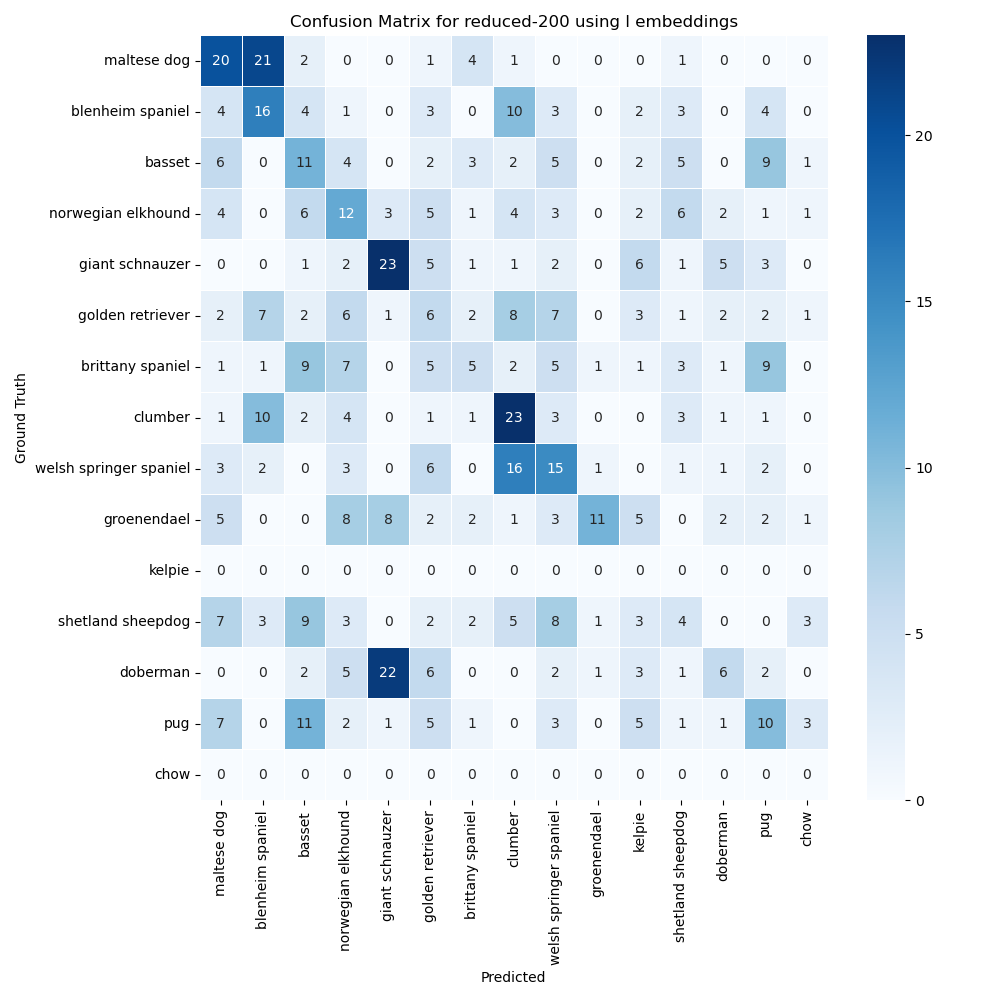 Confusion Matrix for reduced-200 using l embeddings
maltese dog 20 21 2 0 0 1 4 1 0 0 0 1 0 0 0
blenheim spaniel 4 16 4 1 0 3 0 10 3 0 2 3 0 4 0
basset 6 0 11 4 0 2 3 2 5 0 2 5 0 9 1
norwegian elkhound 4 0 6 12 3 5 1 4 3 0 2 6 2 1 1
giant schnauzer 0 0 1 2 23 5 1 1 2 0 6 1 5 3 0
golden retriever 2 7 2 6 1 6 2 8 7 0 3 1 2 2 1
brittany spaniel 1 1 9 7 0 5 5 2 5 1 1 3 1 9 0
clumber 1 10 2 4 0 1 1 23 3 0 0 3 1 1 0
welsh springer spaniel 3 2 0 3 0 6 0 16 15 1 0 1 1 2 0
groenendael 5 0 0 8 8 2 2 1 3 11 5 0 2 2 1
kelpie 0 0 0 0 0 0 0 0 0 0 0 0 0 0 0
shetland sheepdog 7 3 9 3 0 2 2 5 8 1 3 4 0 0 3
doberman 0 0 2 5 22 6 0 0 2 1 3 1 6 2 0
pug 7 0 11 2 1 5 1 0 3 0 5 1 1 10 3
chow 0 0 0 0 0 0 0 0 0 0 0 0 0 0 0
Ground Truth
maltese dog
blenheim spaniel
basset
norwegian elkhound
giant schnauzer
golden retriever
brittany spaniel
clumber
welsh springer spaniel
groenendael
kelpie
shetland sheepdog
doberman
pug
chow
Predicted
20
15
10
5
0